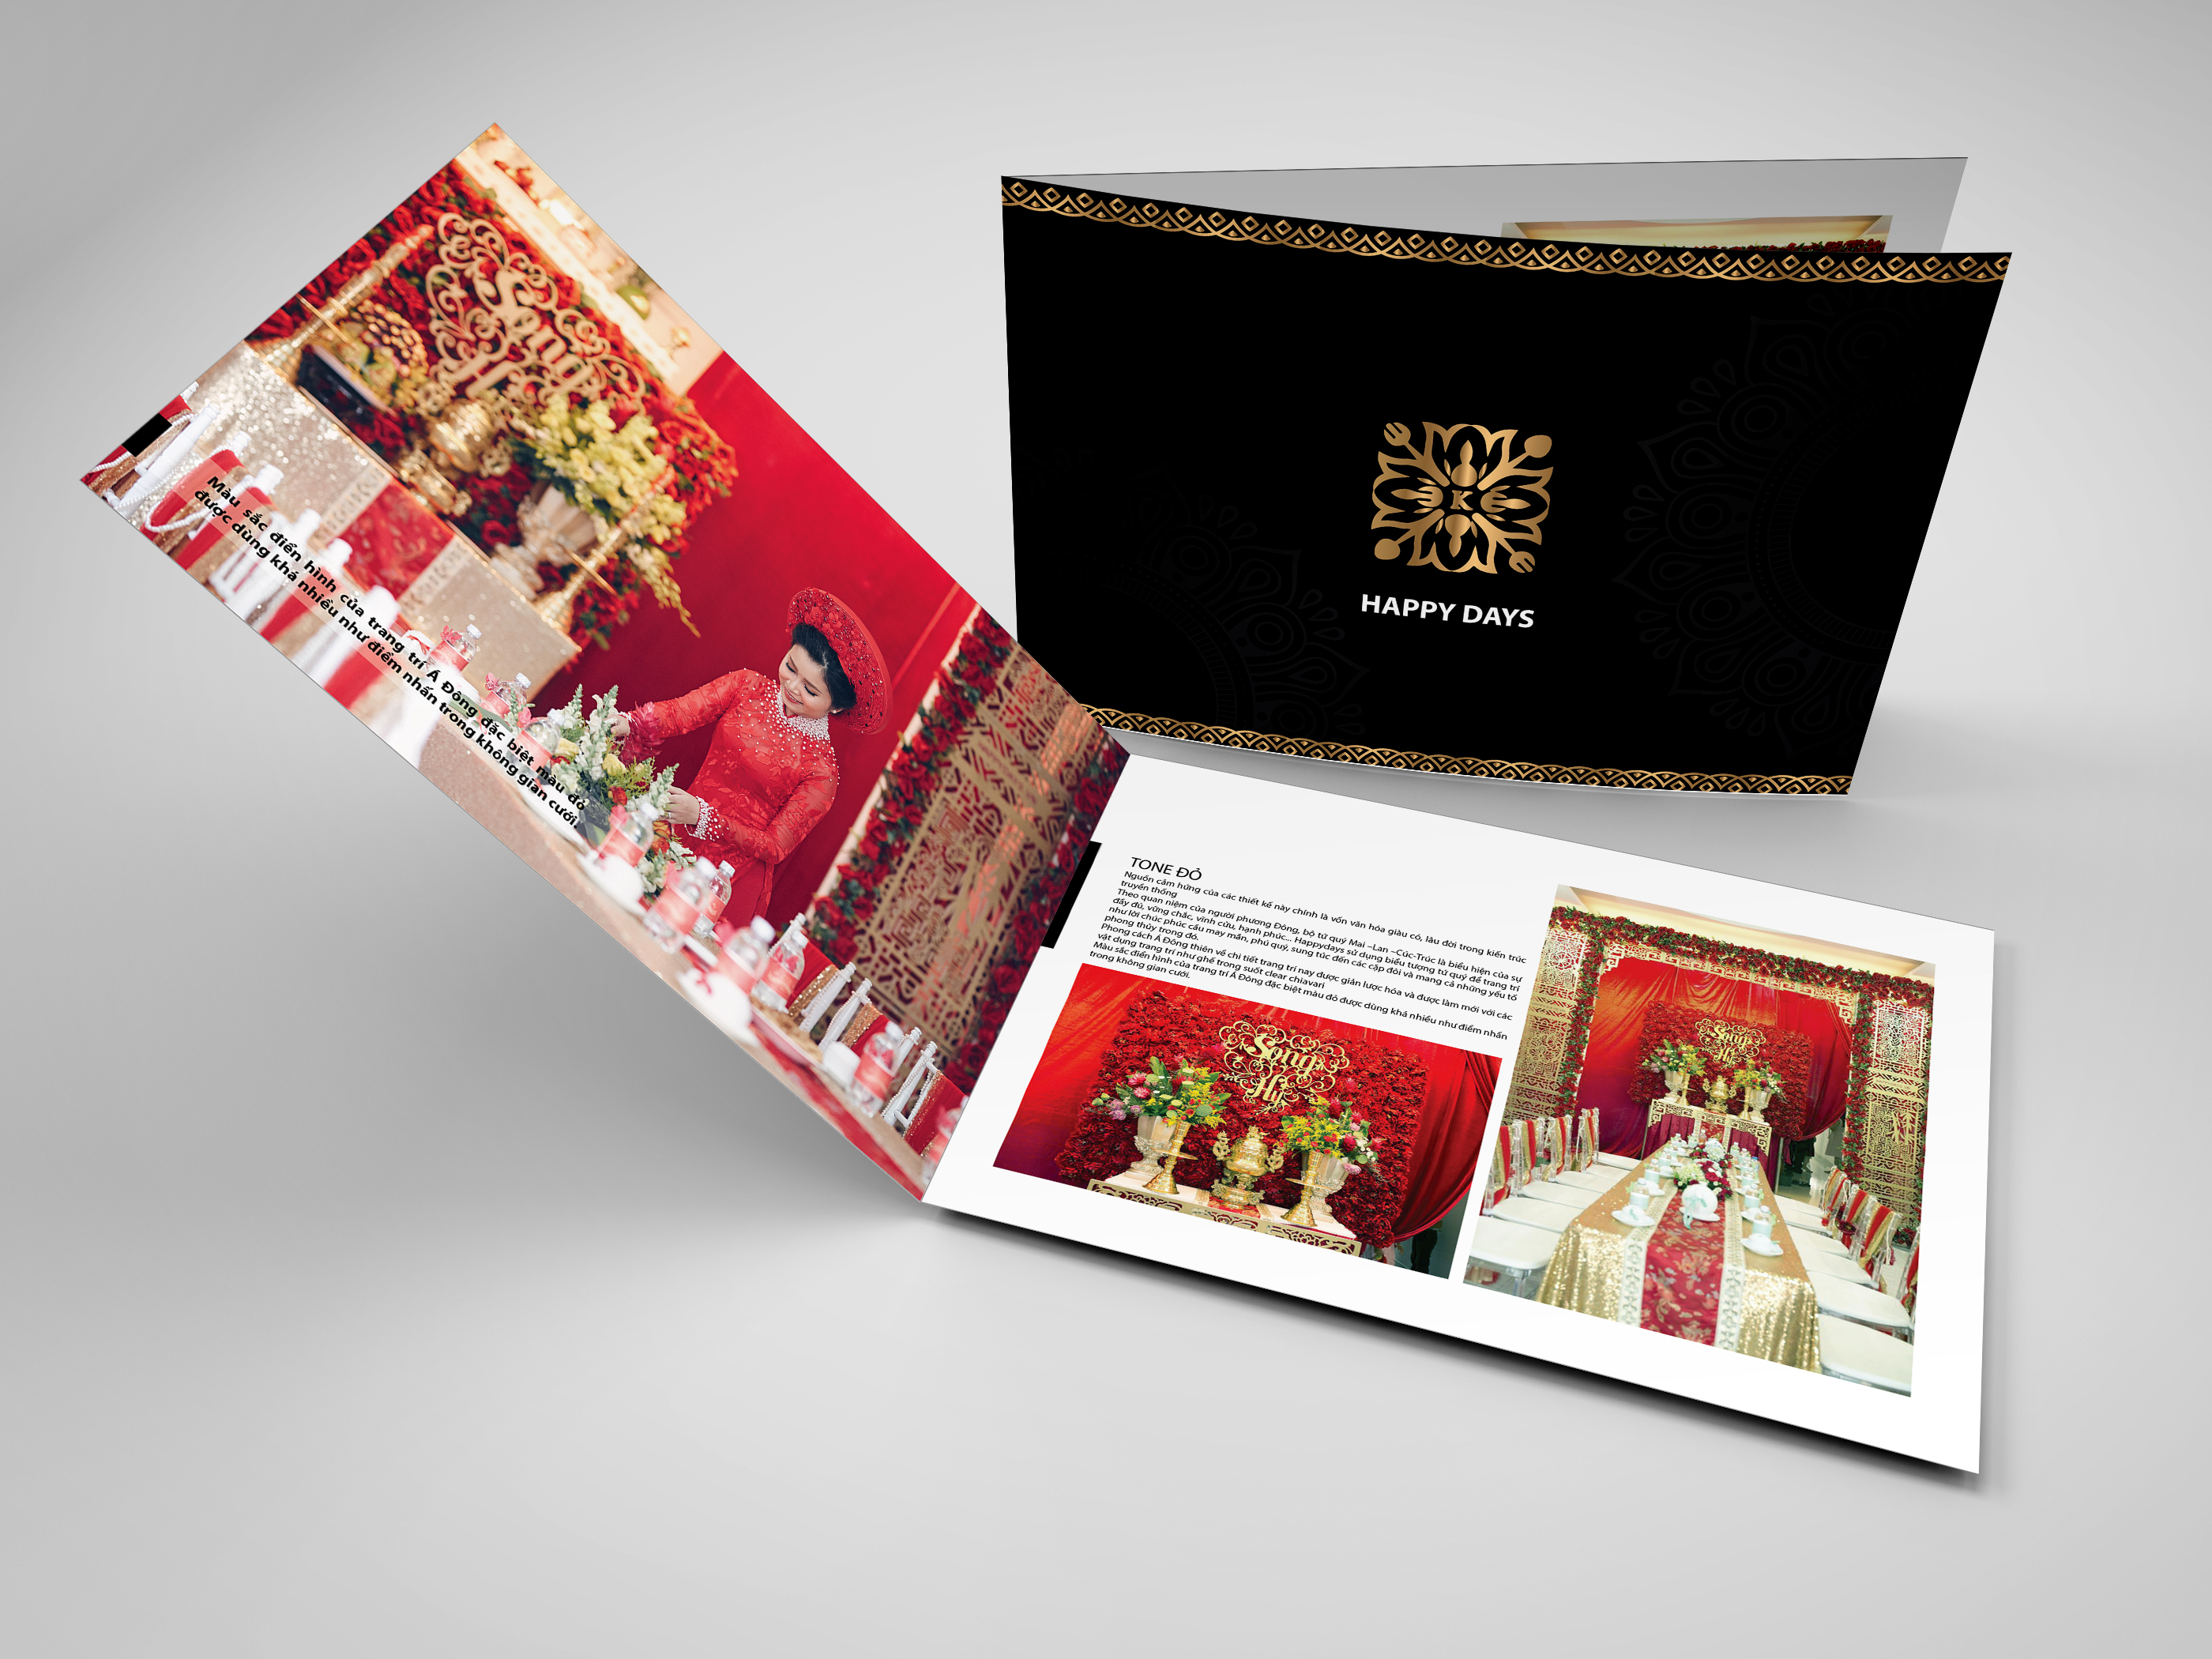 Song
Màu sắc điển hình của trang trí Á Đông đặc biệt màu đỏ
được dùng khá nhiều như điểm nhấn trong không gian cưới.
K
HAPPY DAYS
TONE ĐỎ
Nguồn cảm hứng của các thiết kế này chính là vốn văn hóa giàu có, lâu đời trong kiến trúc
truyền thống
Theo quan niệm của người phương Đông, bộ tứ quý Mai –Lan –Cúc-Trúc là biểu hiện của sự
đầy đủ, vững chắc, vĩnh cửu, hạnh phúc... Happydays sử dụng biểu tượng tứ quý để trang trí
như lời chúc phúc cầu may mắn, phú quý, sung túc đến các cặp đôi và mang cả những yếu tố
phong thủy trong đó.
Phong cách Á Đông thiên về chi tiết trang trí nay được giản lược hóa và được làm mới với các
vật dụng trang trí như ghế trong suốt clear chiavari
Màu sắc điển hình của trang trí Á Đông đặc biệt màu đỏ được dùng khá nhiều như điểm nhấn
trong không gian cưới.
Song
Hỷ
Song
Hỷ